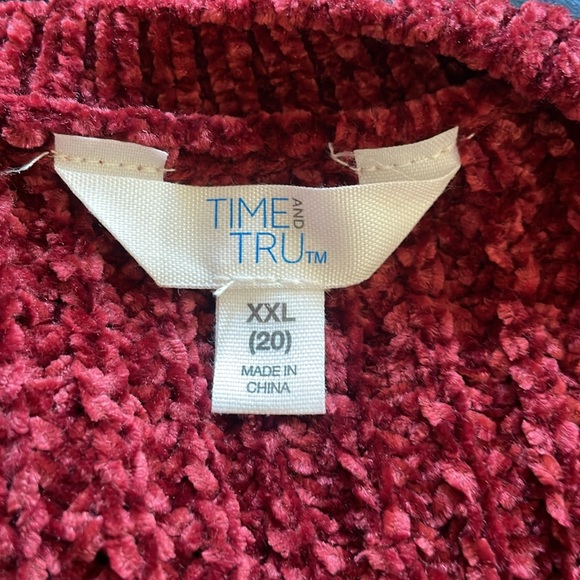 TIME AND
TRU™
XXL
(20)
MADE IN
CHINA